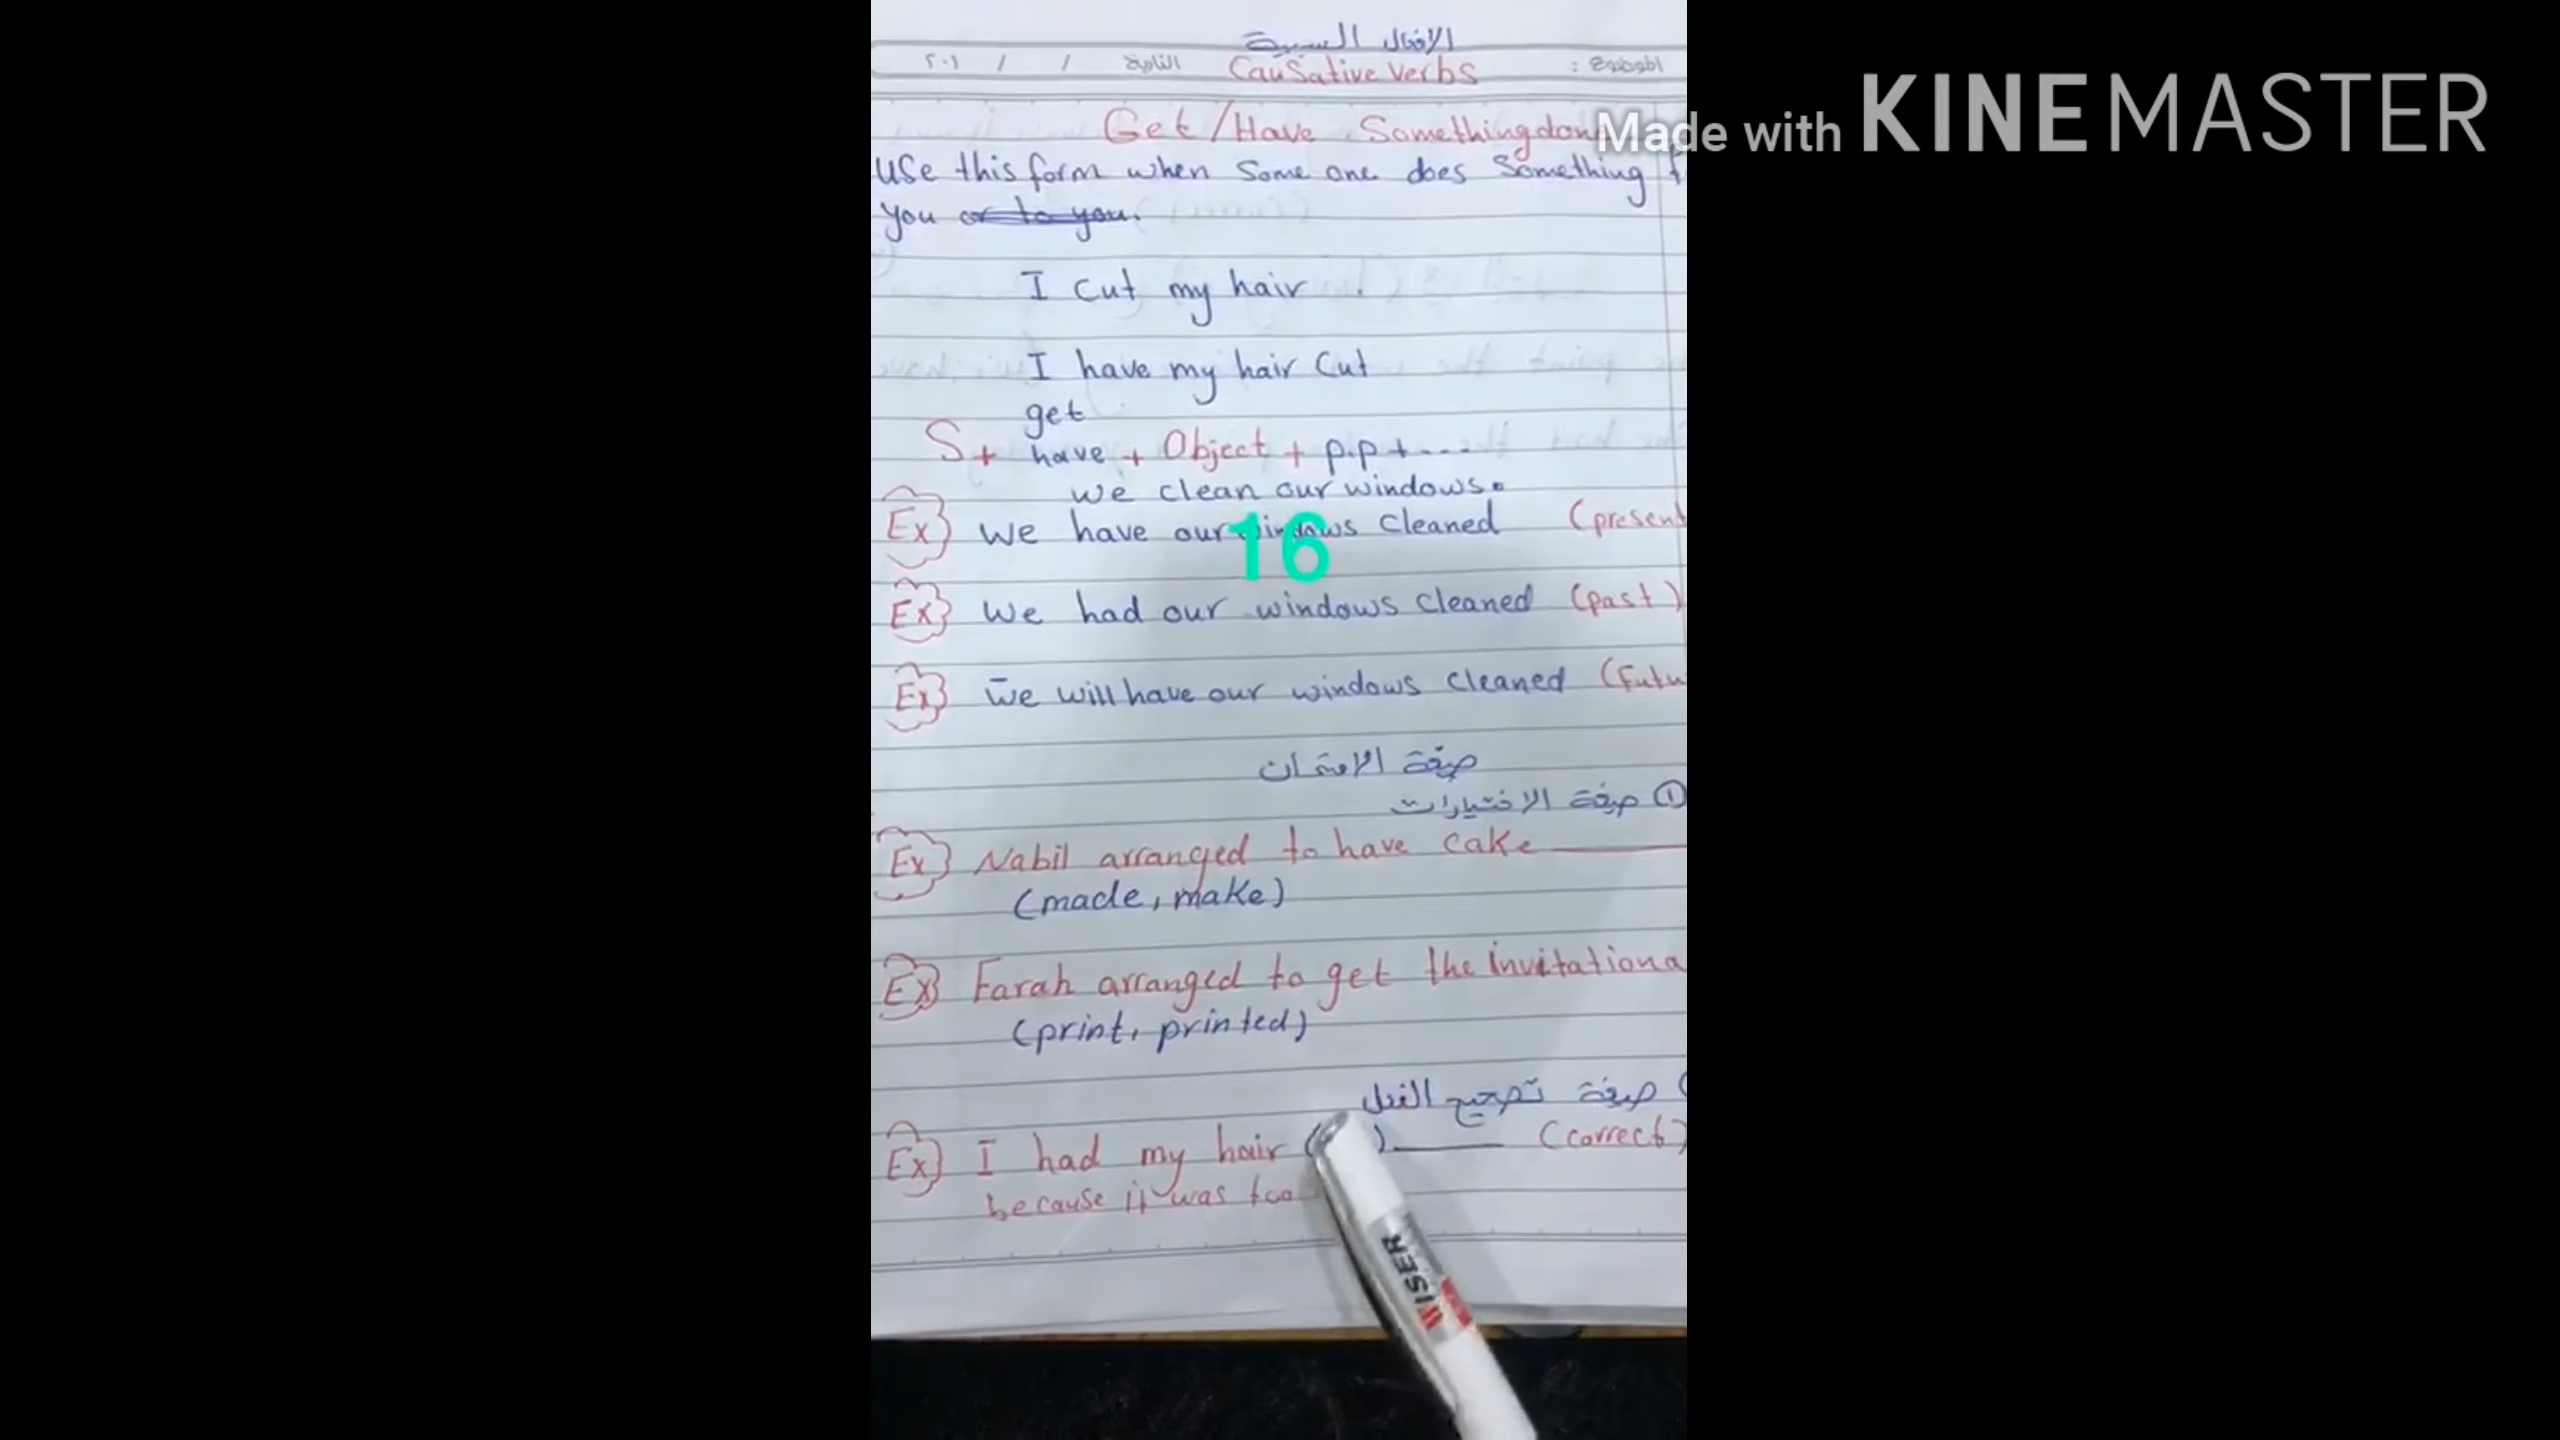 الافعال السببية
الموضوع : التاريخ / / ٢٠١
Causative verbs
Get/Have Something done
Made with KINEMASTER
Use this form when Some one does Something f
you or to you.
I cut my hair
I have my hair Cut
get
S+ have + Object + p.p + ....
we clean our windows.
Ex we have our windows cleaned (present
16
Ex we had our windows cleaned (past)
Ex we will have our windows cleaned (Futu
صيغة الامتحان
① صيغة الاختيارات
Ex Nabil arranged to have cake
(made, make)
Ex Farah arranged to get the invitationa
(print, printed)
صيغة تصحيح الفعل
Ex I had my hair ( ) (correct)
because it was too
WISER